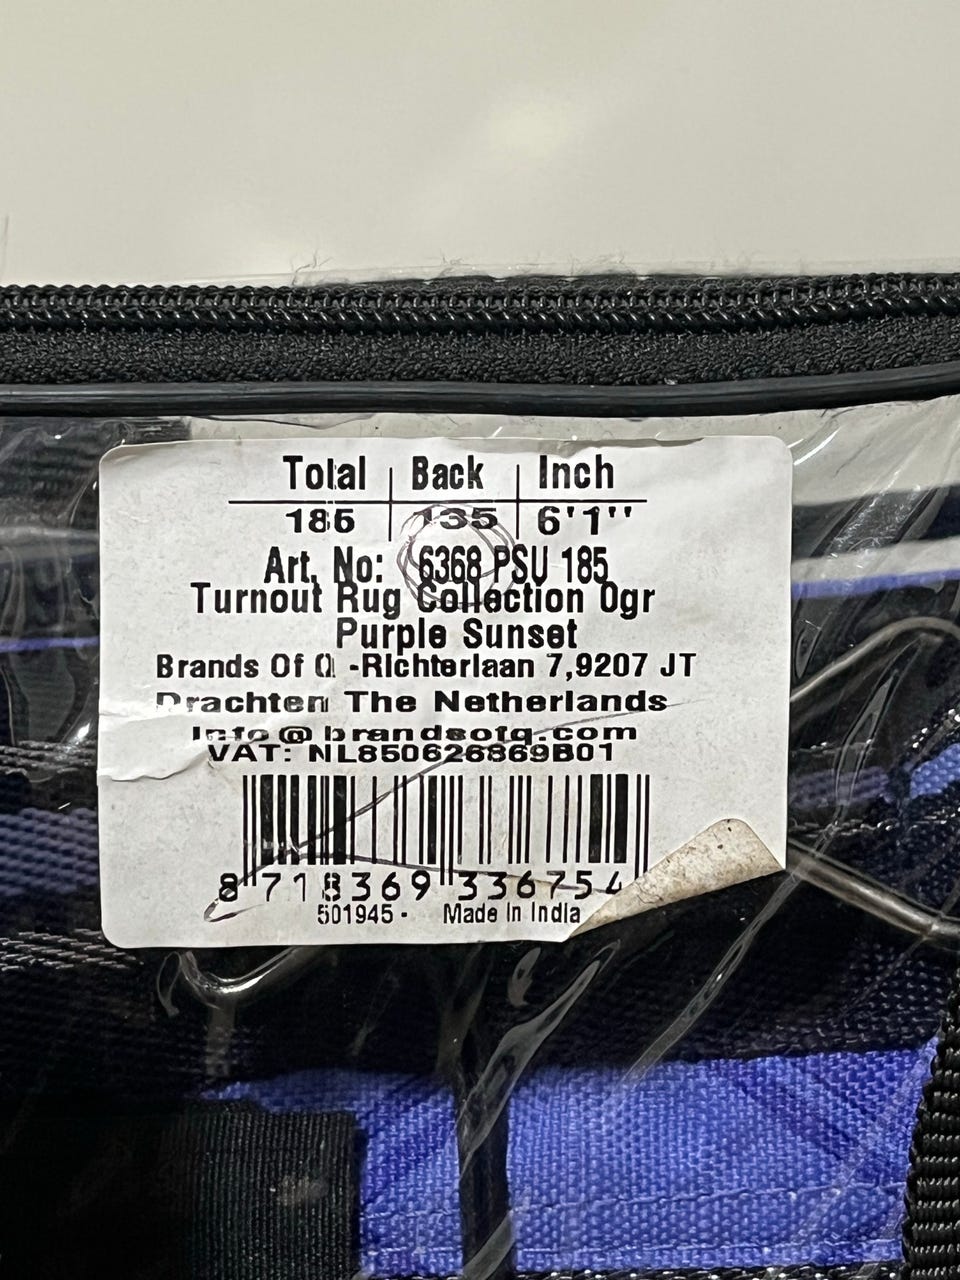 Total Back Inch
185 135 6'1''
Art. No: 6368 PSU 185
Turnout Rug Collection 0gr
Purple Sunset
Brands Of Q -Richterlaan 7,9207 JT
Drachten The Netherlands
Info@brandsofq.com
VAT: NL850626869B01
8 718369 336754
501945 - Made In India